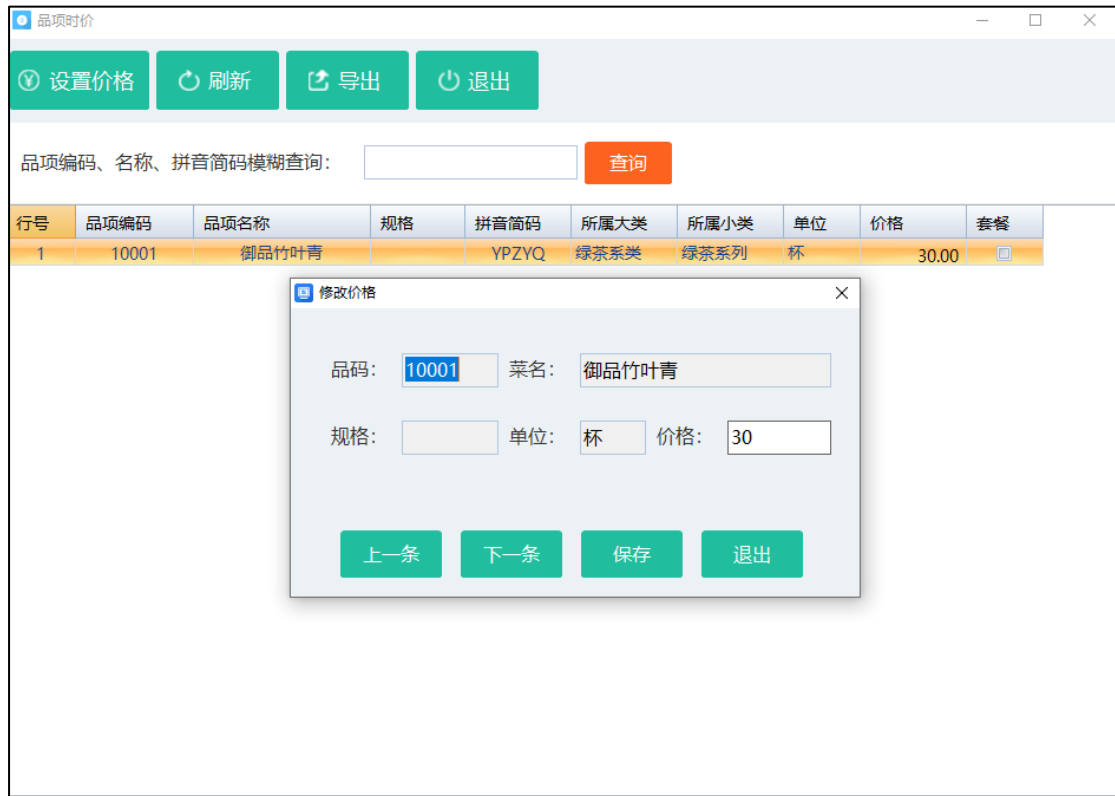 品项时价
设置价格 刷新 导出 退出
品项编码、名称、拼音简码模糊查询: 查询
行号 品项编码 品项名称 规格 拼音简码 所属大类 所属小类 单位 价格 套餐
1 10001 御品竹叶青 YPZYQ 绿茶系类 绿茶系列 杯 30.00
修改价格
品码: 10001 菜名: 御品竹叶青
规格: 单位: 杯 价格: 30
上一条 下一条 保存 退出